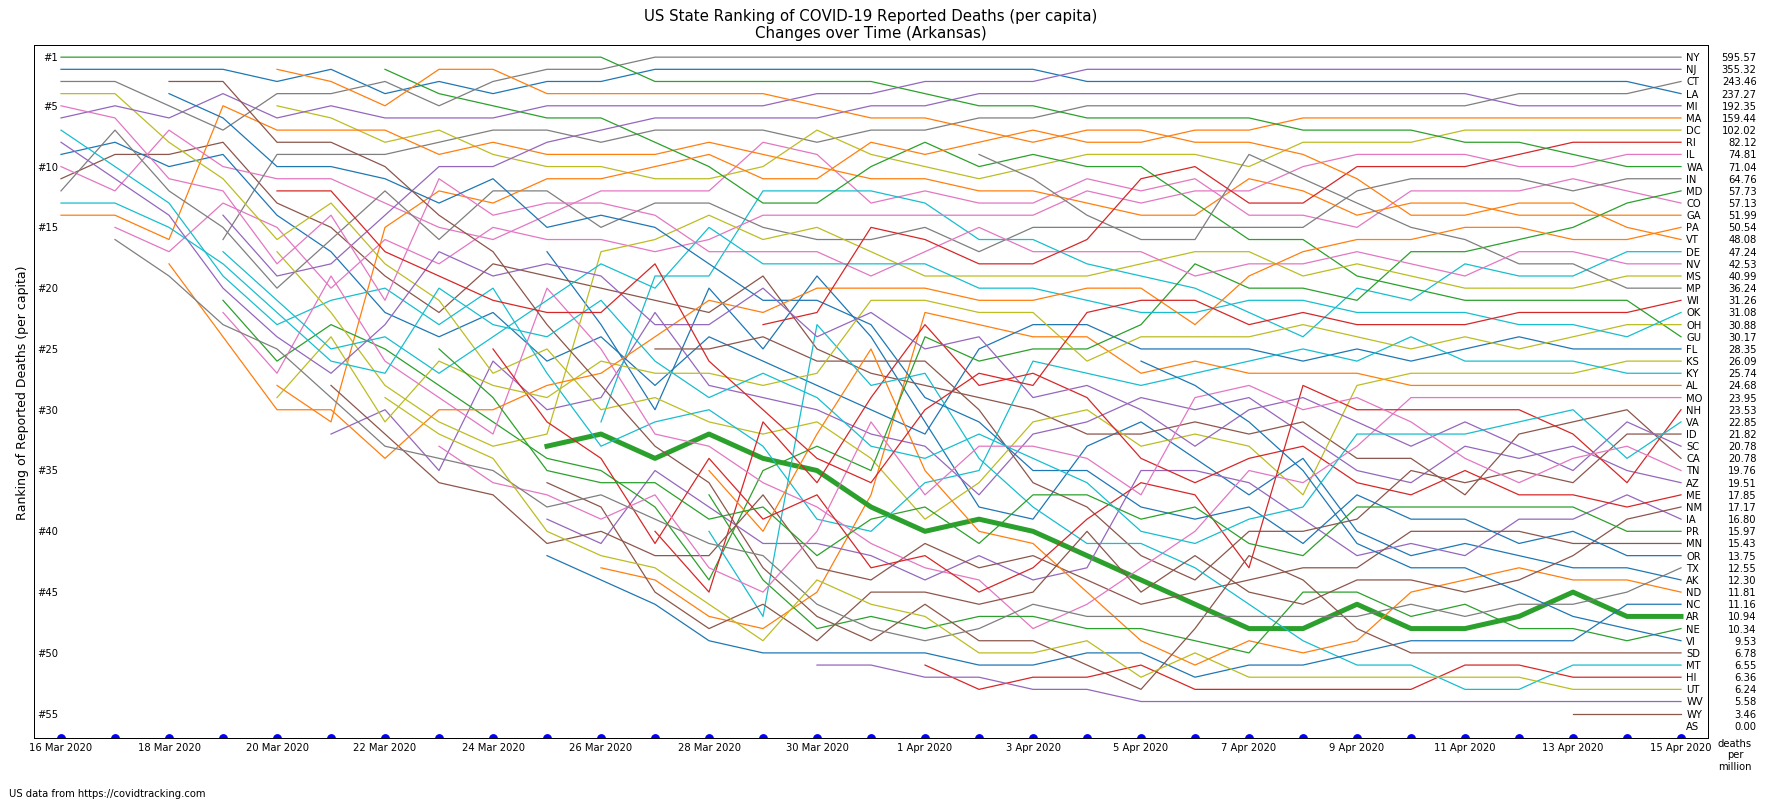 US State Ranking of COVID-19 Reported Deaths (per capita)
Changes over Time (Arkansas)
Ranking of Reported Deaths (per capita)
#1
#5
#10
#15
#20
#25
#30
#35
#40
#45
#50
#55
NY 595.57
NJ 355.32
CT 243.46
LA 237.27
MI 192.35
MA 159.44
DC 102.02
RI 82.12
IL 74.81
WA 71.04
IN 64.76
MD 57.73
CO 57.13
GA 51.99
PA 50.54
VT 48.08
DE 47.24
NV 42.53
MS 40.99
MP 36.24
WI 31.26
OK 31.08
OH 30.88
GU 30.17
FL 28.35
KS 26.09
KY 25.74
AL 24.68
MO 23.95
NH 23.53
VA 22.85
ID 21.82
SC 20.78
CA 20.78
TN 19.76
AZ 19.51
ME 17.85
NM 17.17
IA 16.80
PR 15.97
MN 15.43
OR 13.75
TX 12.55
AK 12.30
ND 11.81
NC 11.16
AR 10.94
NE 10.34
VI 9.53
SD 6.78
MT 6.55
HI 6.36
UT 6.24
WV 5.58
WY 3.46
AS 0.00
16 Mar 2020 18 Mar 2020 20 Mar 2020 22 Mar 2020 24 Mar 2020 26 Mar 2020 28 Mar 2020 30 Mar 2020 1 Apr 2020 3 Apr 2020 5 Apr 2020 7 Apr 2020 9 Apr 2020 11 Apr 2020 13 Apr 2020 15 Apr 2020
deaths
per
million
US data from https://covidtracking.com